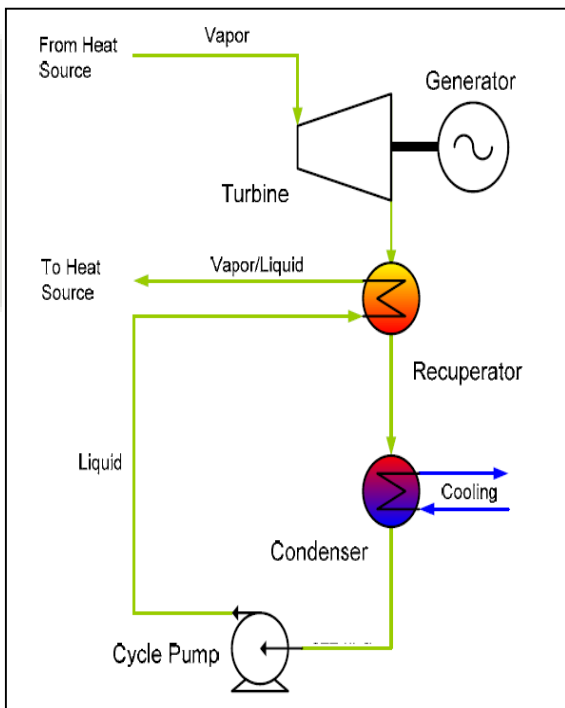 Vapor
From Heat
Source
Generator
Turbine
Vapor/Liquid
To Heat
Source
Recuperator
Liquid
Cooling
Condenser
Cycle Pump